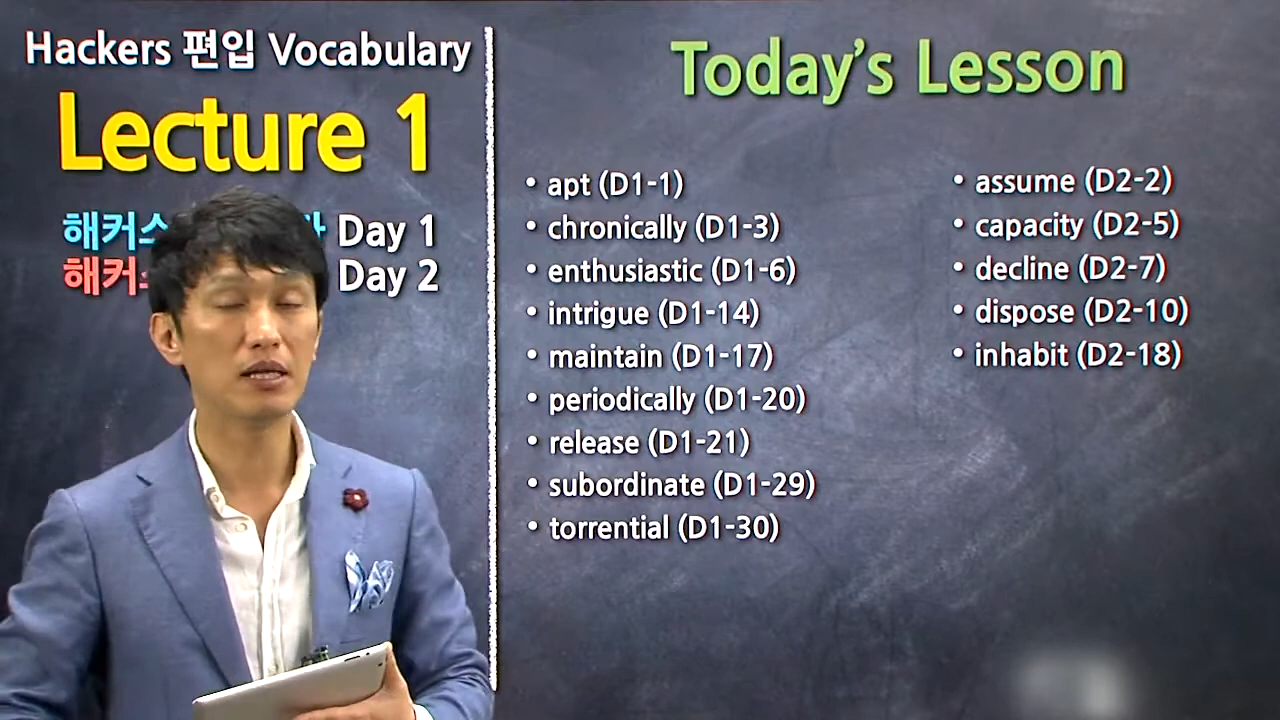 Hackers 편입 Vocabulary
Lecture 1
Day 1
Day 2
Today's Lesson
• apt (D1-1)
• chronically (D1-3)
• enthusiastic (D1-6)
• intrigue (D1-14)
• maintain (D1-17)
• periodically (D1-20)
• release (D1-21)
• subordinate (D1-29)
• torrential (D1-30)
• assume (D2-2)
• capacity (D2-5)
• decline (D2-7)
• dispose (D2-10)
• inhabit (D2-18)